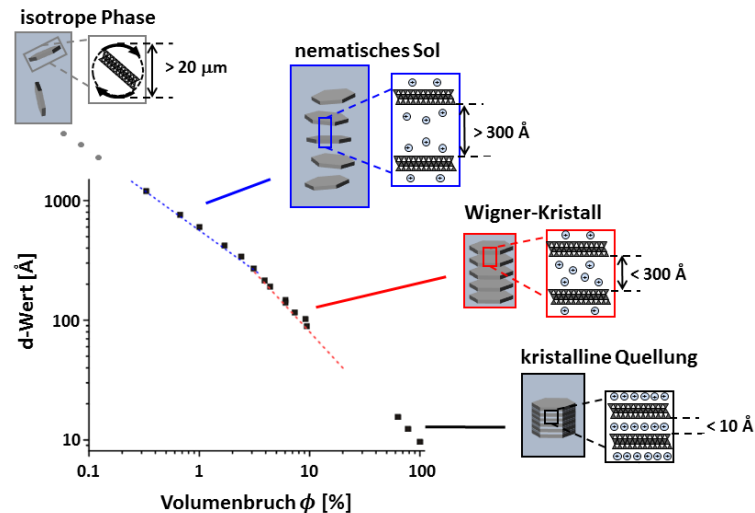 isotrope Phase
> 20 μm
nematisches Sol
> 300 Å
Wigner-Kristall
< 300 Å
kristalline Quellung
< 10 Å
d-Wert [Å]
1000
100
10
0.1
1
10
100
Volumenbruch ϕ [%]